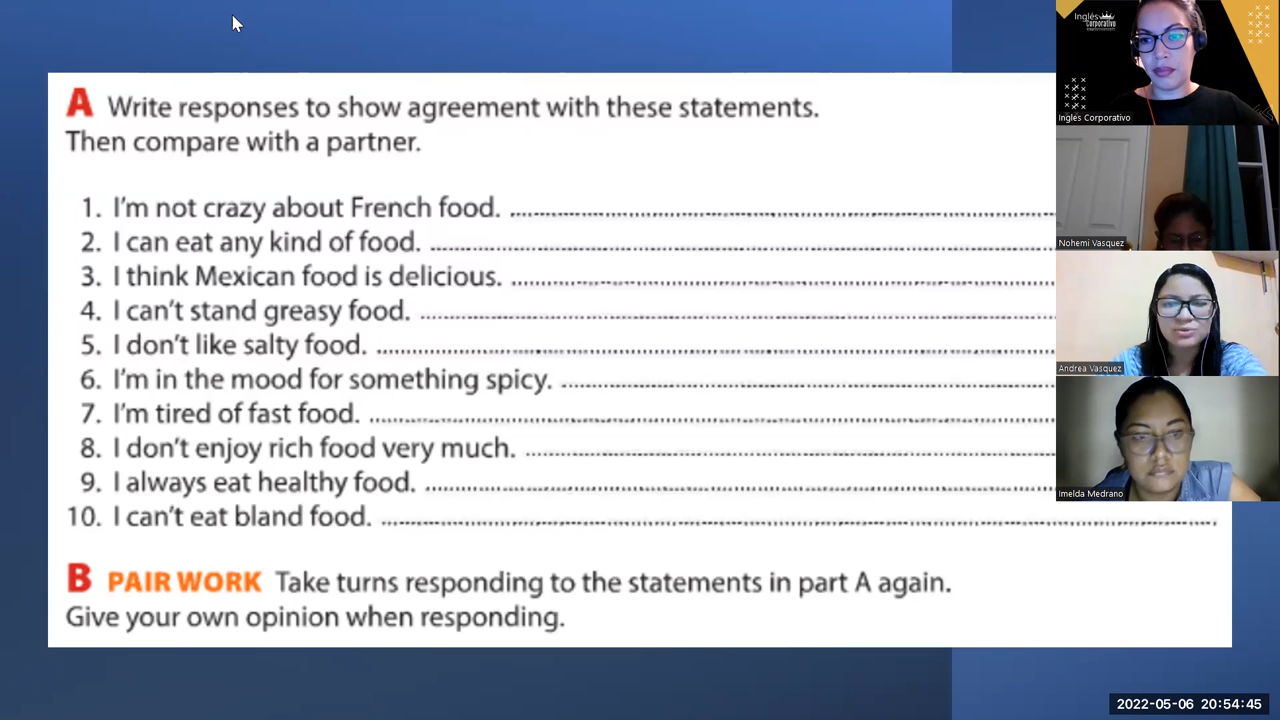 A Write responses to show agreement with these statements.
Then compare with a partner.
1. I'm not crazy about French food.
2. I can eat any kind of food.
3. I think Mexican food is delicious.
4. I can't stand greasy food.
5. I don't like salty food.
6. I'm in the mood for something spicy.
7. I'm tired of fast food.
8. I don't enjoy rich food very much.
9. I always eat healthy food.
10. I can't eat bland food.
B PAIR WORK Take turns responding to the statements in part A again.
Give your own opinion when responding.
Inglés
Corporativo
Inglés Corporativo
Nohemi Vasquez
Andrea Vasquez
Imelda Medrano
2022-05-06 20:54:45